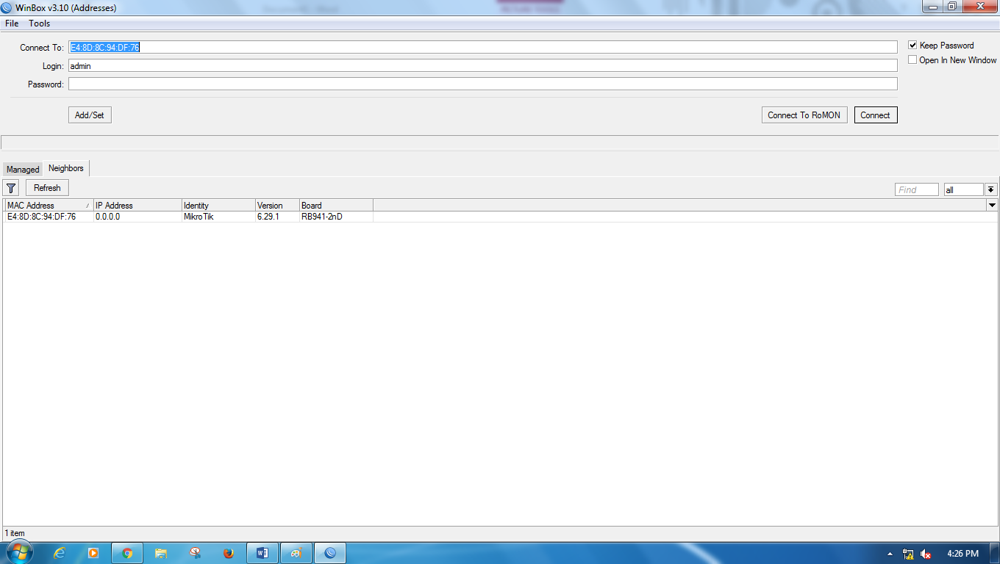 WinBox v3.10 (Addresses)
File Tools
Connect To: E4:8D:8C:94:DF:76
Keep Password
Login: admin
Open In New Window
Password:
Add/Set Connect To RoMON Connect
Managed Neighbors
Refresh Find all
MAC Address IP Address Identity Version Board
E4:8D:8C:94:DF:76 0.0.0.0 MikroTik 6.29.1 RB941-2nD
1 item
4:26 PM